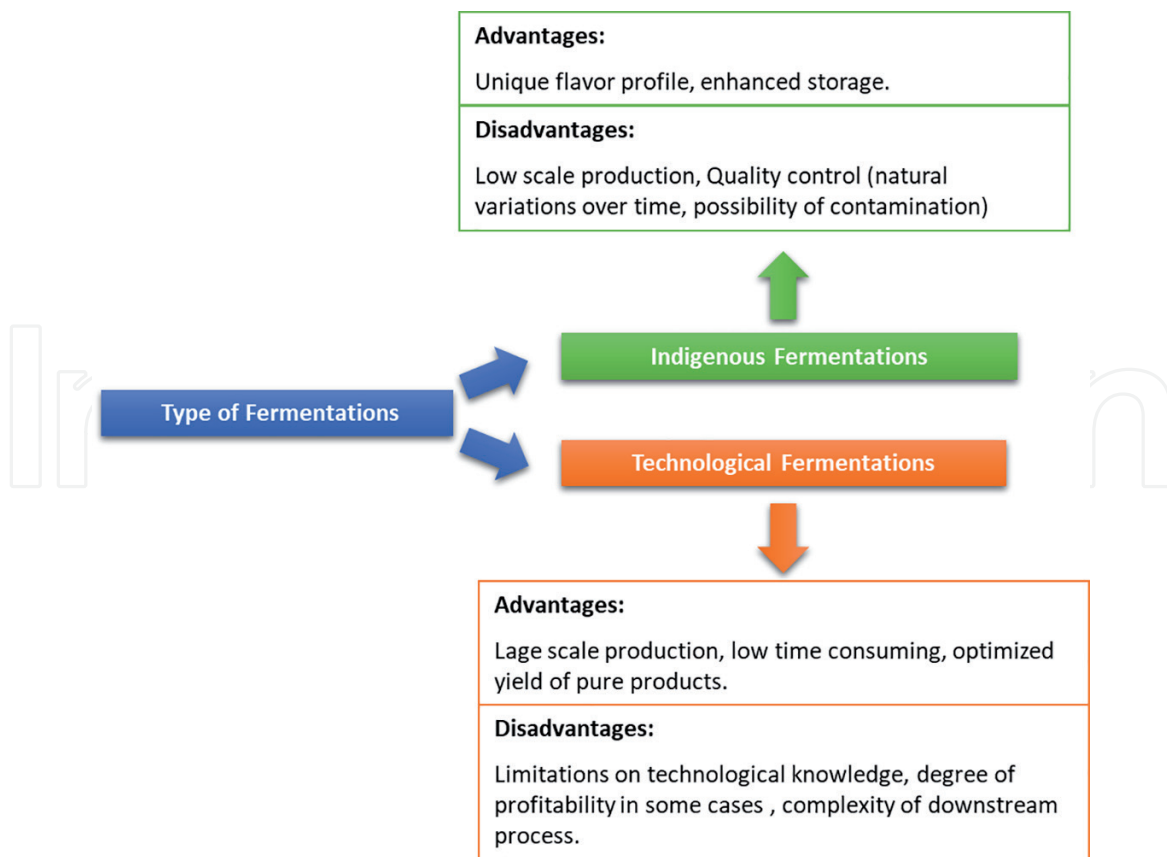 Advantages:
Unique flavor profile, enhanced storage.
Disadvantages:
Low scale production, Quality control (natural
variations over time, possibility of contamination)
Indigenous Fermentations
Type of Fermentations
Technological Fermentations
Advantages:
Lage scale production, low time consuming, optimized
yield of pure products.
Disadvantages:
Limitations on technological knowledge, degree of
profitability in some cases , complexity of downstream
process.